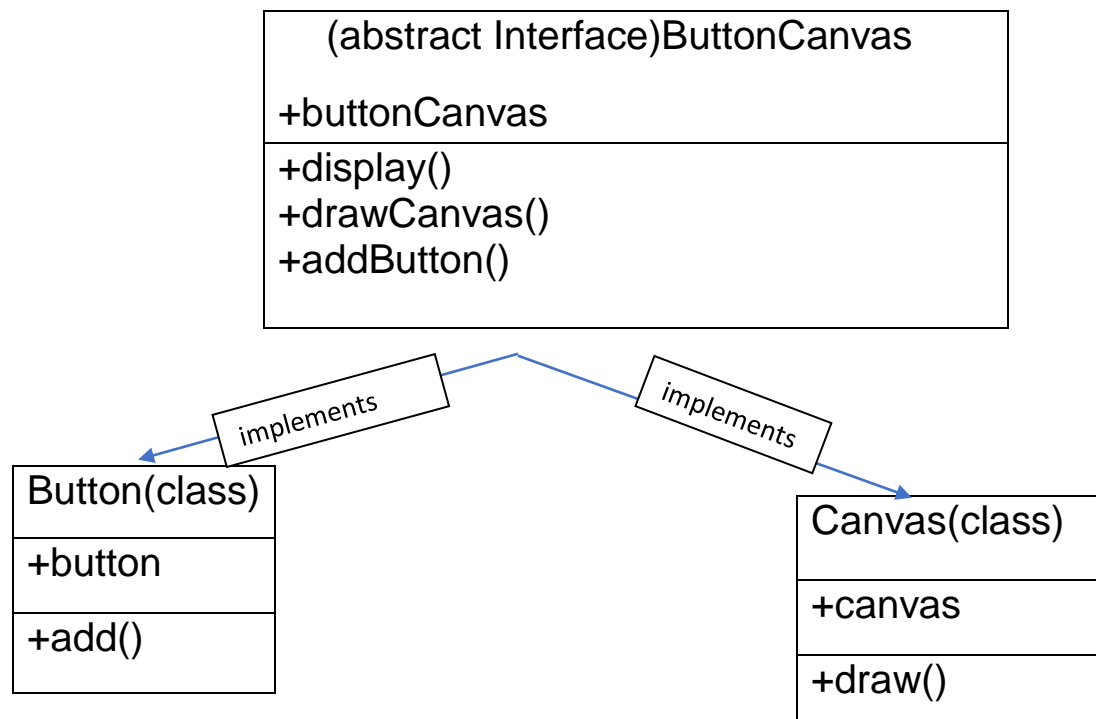 (abstract Interface)ButtonCanvas
+buttonCanvas
+display()
+drawCanvas()
+addButton()
implements
implements
Button(class)
+button
+add()
Canvas(class)
+canvas
+draw()